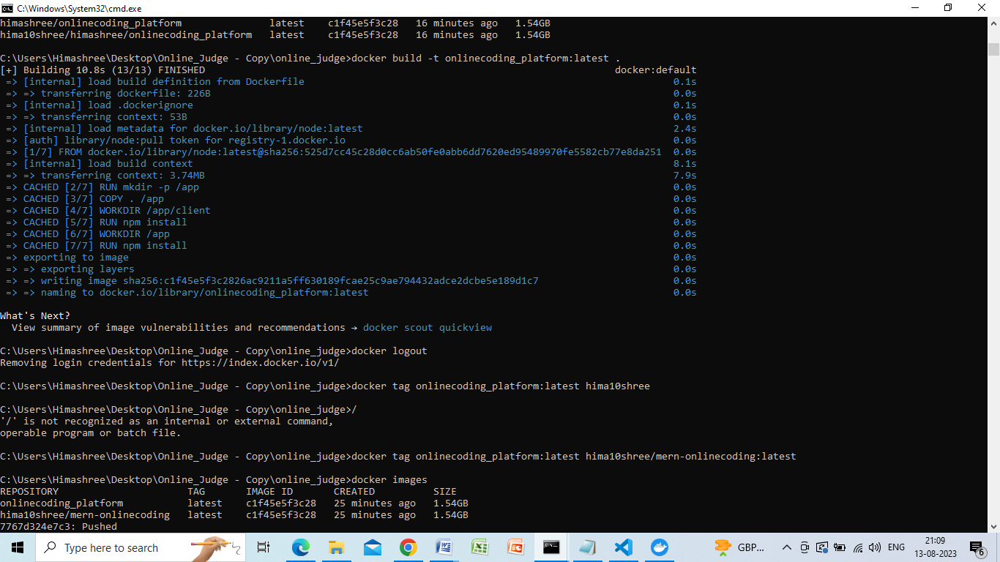 C:\Windows\System32\cmd.exe
himashree/onlinecoding_platform latest c1f45e5f3c28 16 minutes ago 1.54GB
hima10shree/himashree/onlinecoding_platform latest c1f45e5f3c28 16 minutes ago 1.54GB
C:\Users\Himashree\Desktop\Online_Judge - Copy\online_judge>docker build -t onlinecoding_platform:latest .
[+] Building 10.8s (13/13) FINISHED docker:default
=> [internal] load build definition from Dockerfile 0.1s
=> => transferring dockerfile: 226B 0.0s
=> [internal] load .dockerignore 0.1s
=> => transferring context: 53B 0.0s
=> [internal] load metadata for docker.io/library/node:latest 2.4s
=> [auth] library/node:pull token for registry-1.docker.io 0.0s
=> [1/7] FROM docker.io/library/node:latest@sha256:525d7cc45c28d0cc6ab50fe0abb6dd7620ed95489970fe5582cb77e8da251 0.0s
=> [internal] load build context 8.1s
=> => transferring context: 3.74MB 7.9s
=> CACHED [2/7] RUN mkdir -p /app 0.0s
=> CACHED [3/7] COPY . /app 0.0s
=> CACHED [4/7] WORKDIR /app/client 0.0s
=> CACHED [5/7] RUN npm install 0.0s
=> CACHED [6/7] WORKDIR /app 0.0s
=> CACHED [7/7] RUN npm install 0.0s
=> exporting to image 0.0s
=> => exporting layers 0.0s
=> => writing image sha256:c1f45e5f3c2826ac9211a5ff630189fcae25c9ae794432adce2dcbe5e189d1c7 0.0s
=> => naming to docker.io/library/onlinecoding_platform:latest 0.0s
What's Next?
View summary of image vulnerabilities and recommendations → docker scout quickview
C:\Users\Himashree\Desktop\Online_Judge - Copy\online_judge>docker logout
Removing login credentials for https://index.docker.io/v1/
C:\Users\Himashree\Desktop\Online_Judge - Copy\online_judge>docker tag onlinecoding_platform:latest hima10shree
C:\Users\Himashree\Desktop\Online_Judge - Copy\online_judge>/
'/' is not recognized as an internal or external command,
operable program or batch file.
C:\Users\Himashree\Desktop\Online_Judge - Copy\online_judge>docker tag onlinecoding_platform:latest hima10shree/mern-onlinecoding:latest
C:\Users\Himashree\Desktop\Online_Judge - Copy\online_judge>docker images
REPOSITORY TAG IMAGE ID CREATED SIZE
onlinecoding_platform latest c1f45e5f3c28 25 minutes ago 1.54GB
hima10shree/mern-onlinecoding latest c1f45e5f3c28 25 minutes ago 1.54GB
7767d324e7c3: Pushed
Type here to search
GBP...
ENG
21:09
13-08-2023
6